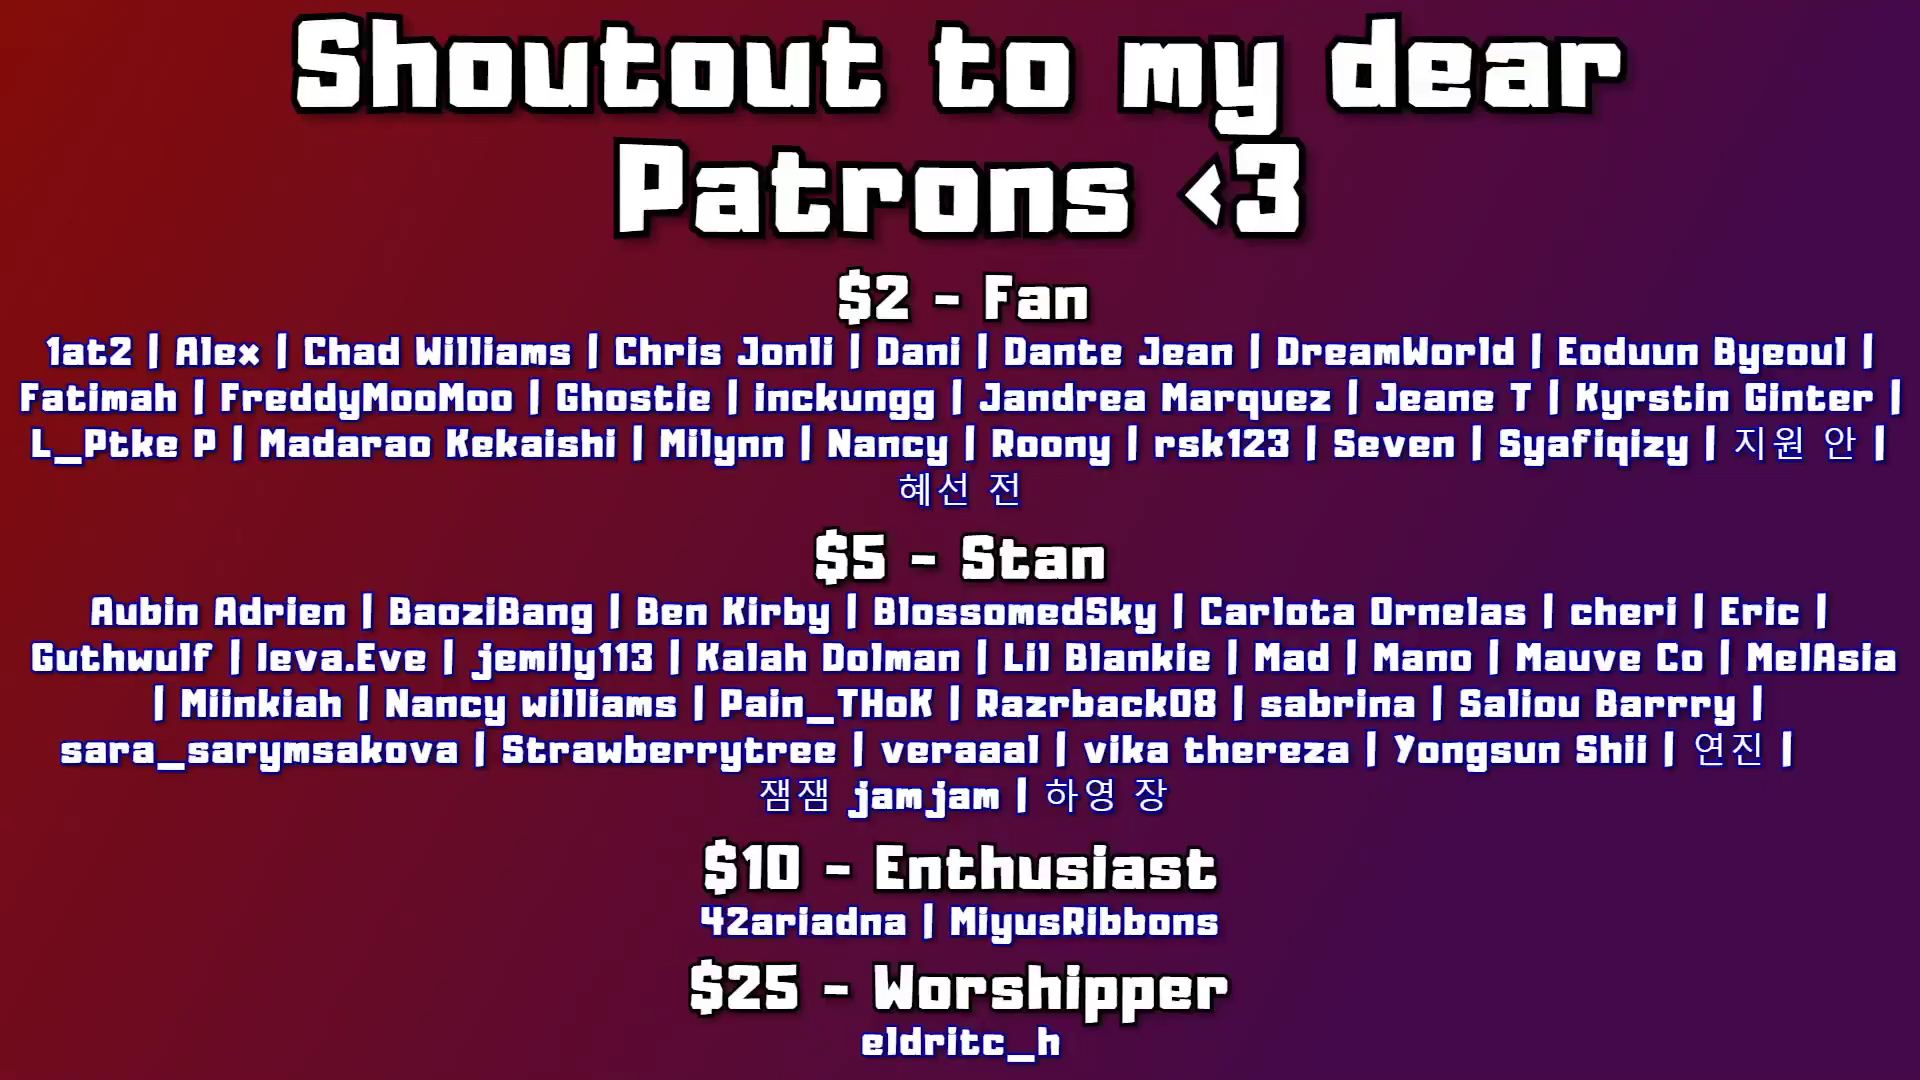 Shoutout to my dear
Patrons <3
$2 - Fan
1at2 | Alex | Chad Williams | Chris Jonli | Dani | Dante Jean | DreamWorld | Eoduun Byeoul |
Fatimah | FreddyMooMoo | Ghostie | inckungg | Jandrea Marquez | Jeane T | Kyrstin Ginter |
L_Ptke P | Madarao Kekaishi | Milynn | Nancy | Roony | rsk123 | Seven | Syafiqizy | 지원 안 |
혜선 전
$5 - Stan
Aubin Adrien | BaoziBang | Ben Kirby | BlossomedSky | Carlota Ornelas | cheri | Eric |
Guthwulf | Ieva.Eve | jemily113 | Kalah Dolman | Lil Blankie | Mad | Mano | Mauve Co | MelAsia
| Miinkiah | Nancy williams | Pain_THoK | Razrback08 | sabrina | Saliou Barrry |
sara_sarymsakova | Strawberrytree | veraaal | vika thereza | Yongsun Shii | 연진 |
잼잼 jamjam | 하영 장
$10 - Enthusiast
42ariadna | MiyusRibbons
$25 - Worshipper
eldritc_h